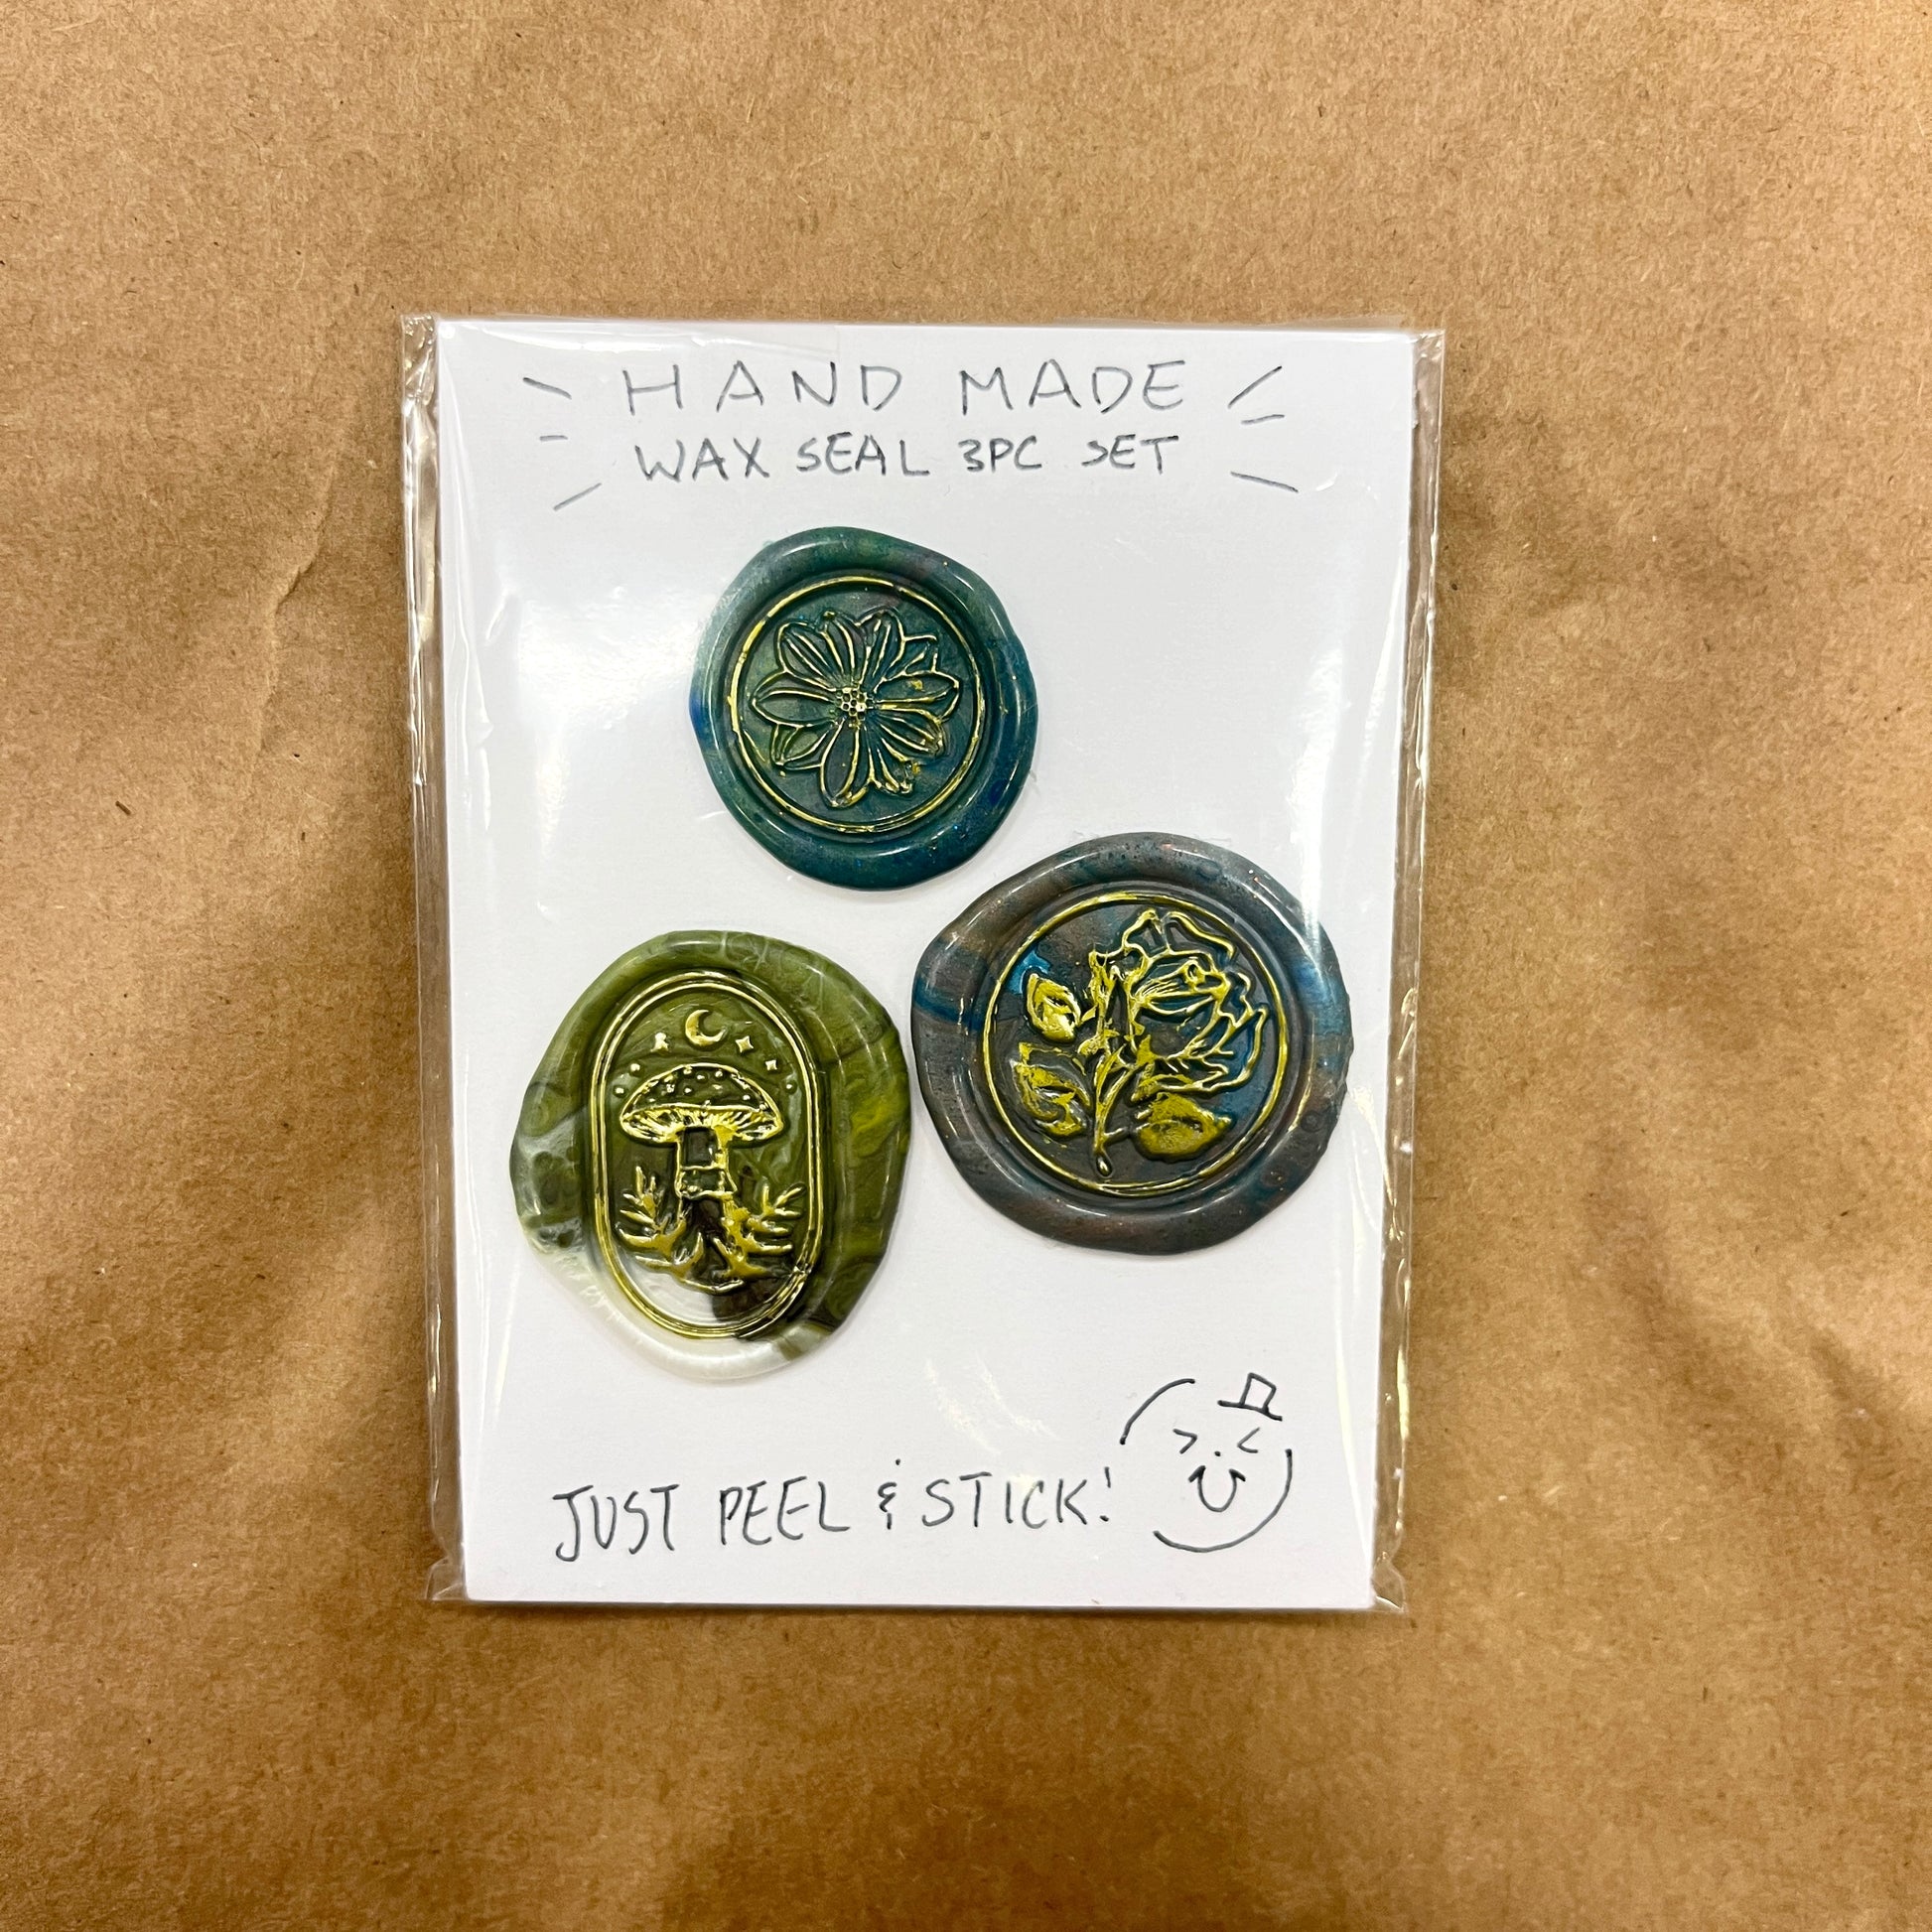 HAND MADE
WAX SEAL 3PC SET
JUST PEEL & STICK!